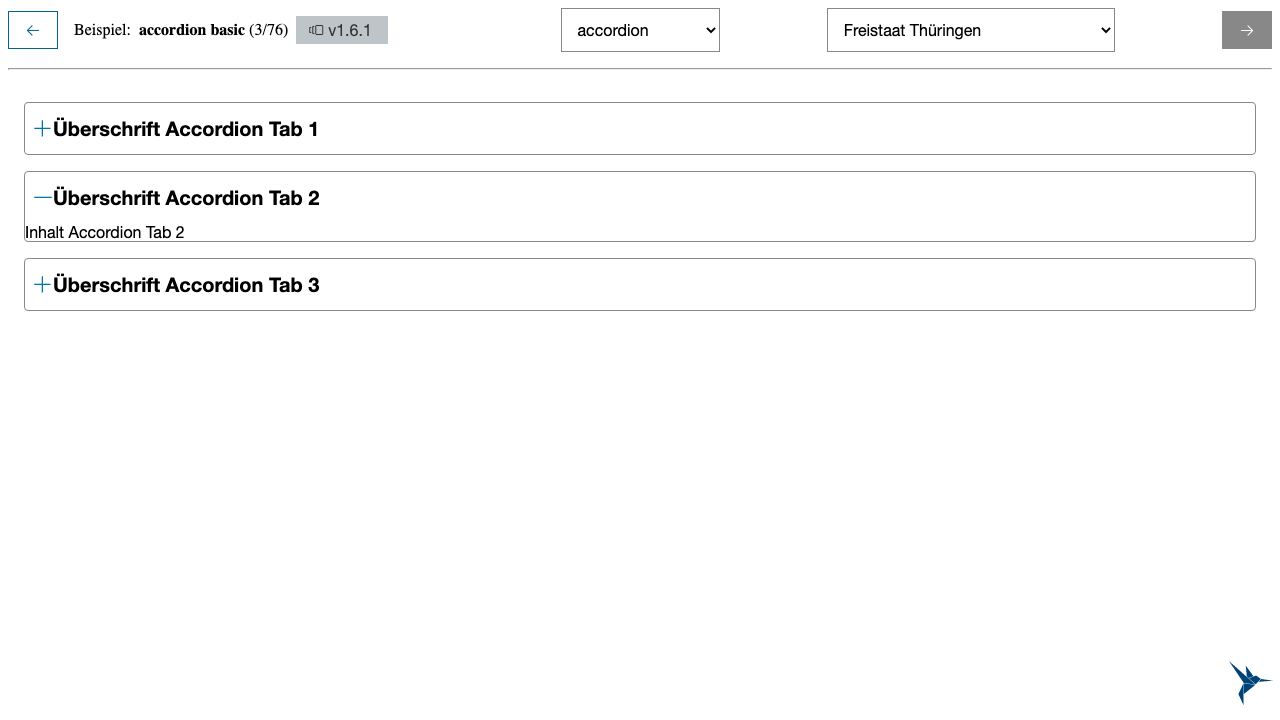 Beispiel: accordion basic (3/76) v1.6.1 accordion Freistaat Thüringen
Überschrift Accordion Tab 1
Überschrift Accordion Tab 2
Inhalt Accordion Tab 2
Überschrift Accordion Tab 3